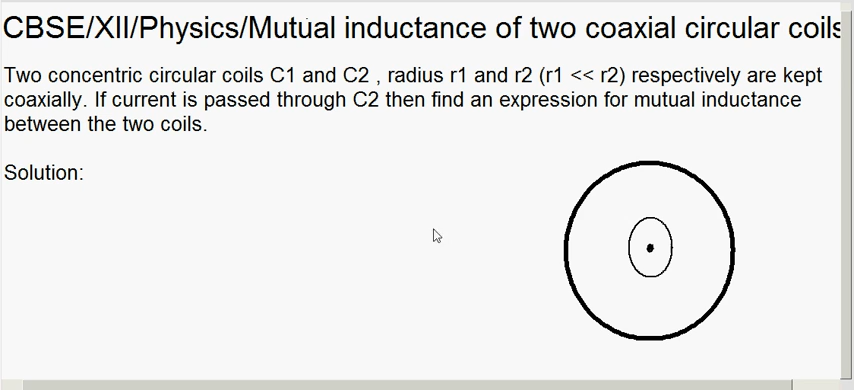 CBSE/XII/Physics/Mutual inductance of two coaxial circular coils
Two concentric circular coils C1 and C2 , radius r1 and r2 (r1 << r2) respectively are kept
coaxially. If current is passed through C2 then find an expression for mutual inductance
between the two coils.
Solution: